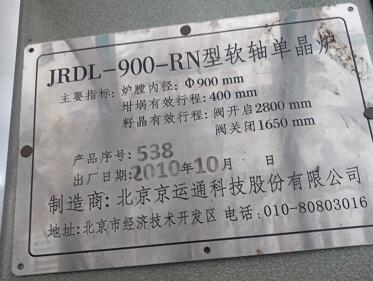 JRDL-900-RN型软轴单晶炉
主要指标: 炉膛内径: Φ900 mm
坩埚有效行程: 400 mm
籽晶有效行程: 阀开启2800 mm
阀关闭1650 mm
产品序号: 538
出厂日期: 2010年10月 日
制造商: 北京京运通科技股份有限公司
地址: 北京市经济技术开发区 电话: 010-80803016